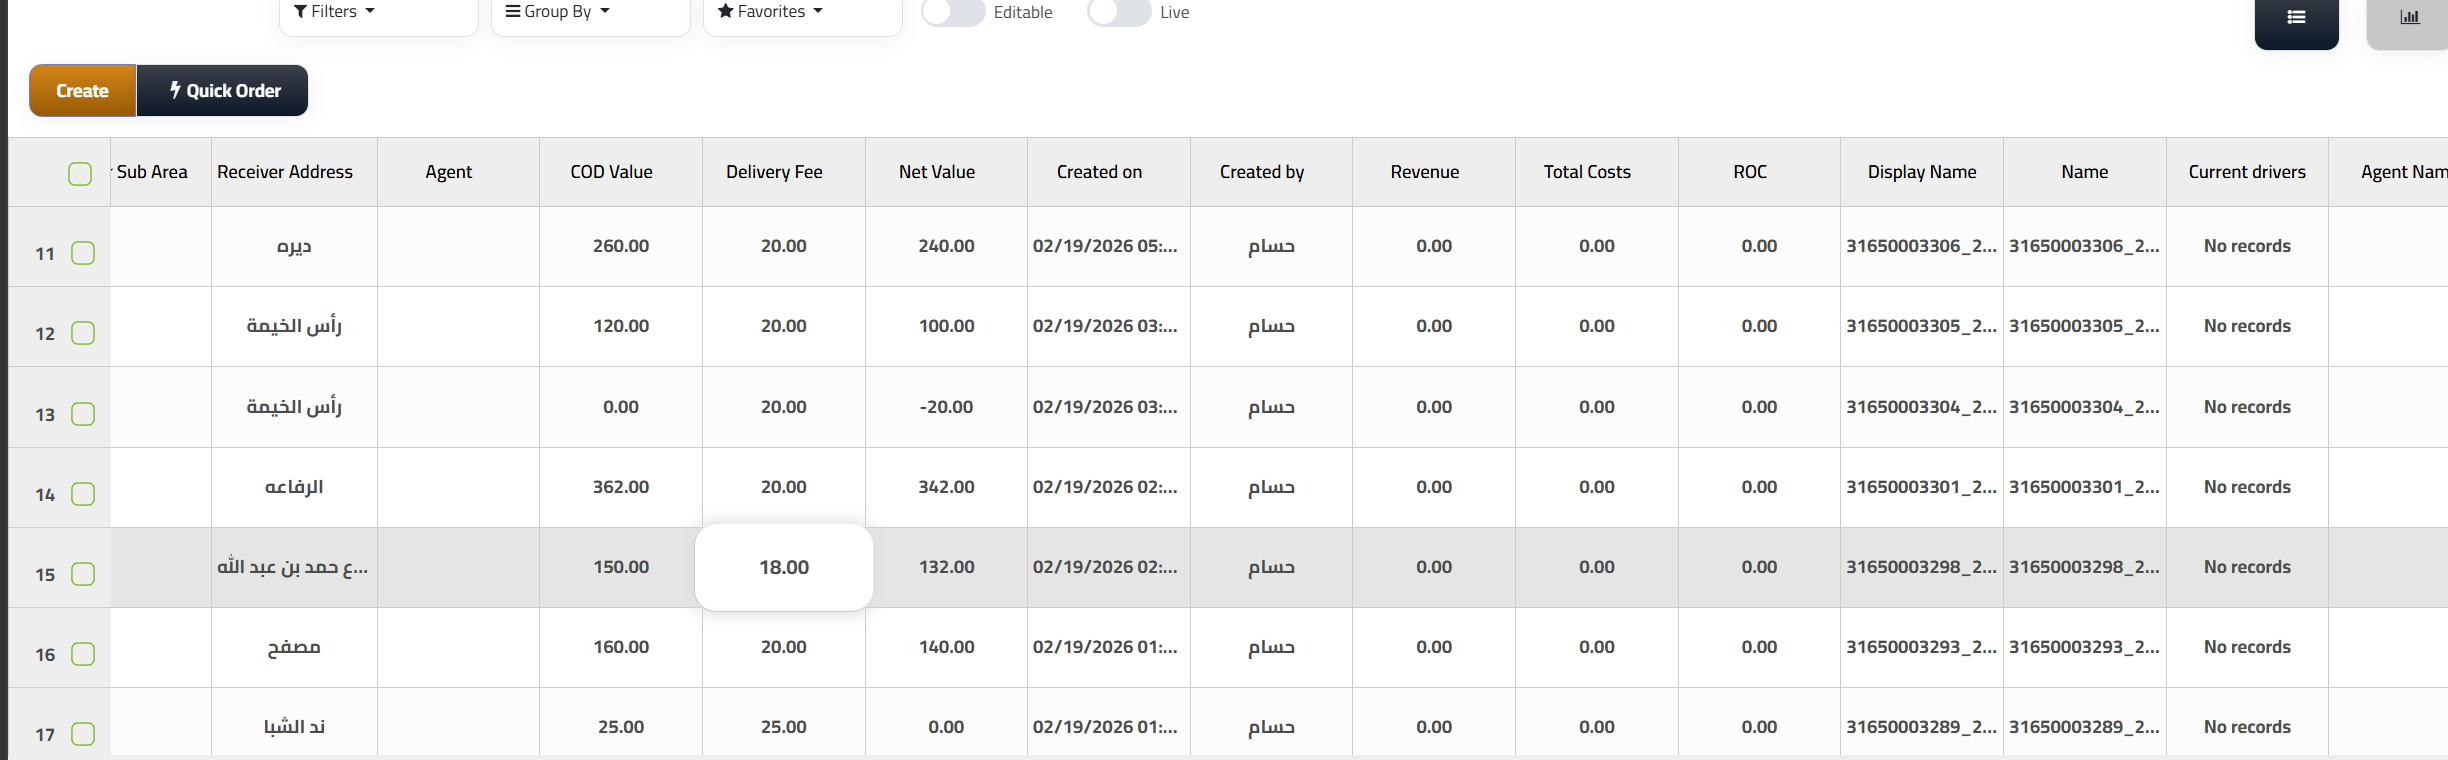 Filters Group By Favorites Editable Live
Create Quick Order
Sub Area Receiver Address Agent COD Value Delivery Fee Net Value Created on Created by Revenue Total Costs ROC Display Name Name Current drivers Agent Nam
11 ديره 260.00 20.00 240.00 02/19/2026 05:... حسام 0.00 0.00 0.00 31650003306_2... 31650003306_2... No records
12 رأس الخيمة 120.00 20.00 100.00 02/19/2026 03:... حسام 0.00 0.00 0.00 31650003305_2... 31650003305_2... No records
13 رأس الخيمة 0.00 20.00 -20.00 02/19/2026 03:... حسام 0.00 0.00 0.00 31650003304_2... 31650003304_2... No records
14 الرفاعه 362.00 20.00 342.00 02/19/2026 02:... حسام 0.00 0.00 0.00 31650003301_2... 31650003301_2... No records
15 ...ع حمد بن عبد الله 150.00 18.00 132.00 02/19/2026 02:... حسام 0.00 0.00 0.00 31650003298_2... 31650003298_2... No records
16 مصفح 160.00 20.00 140.00 02/19/2026 01:... حسام 0.00 0.00 0.00 31650003293_2... 31650003293_2... No records
17 ند الشبا 25.00 25.00 0.00 02/19/2026 01:... حسام 0.00 0.00 0.00 31650003289_2... 31650003289_2... No records